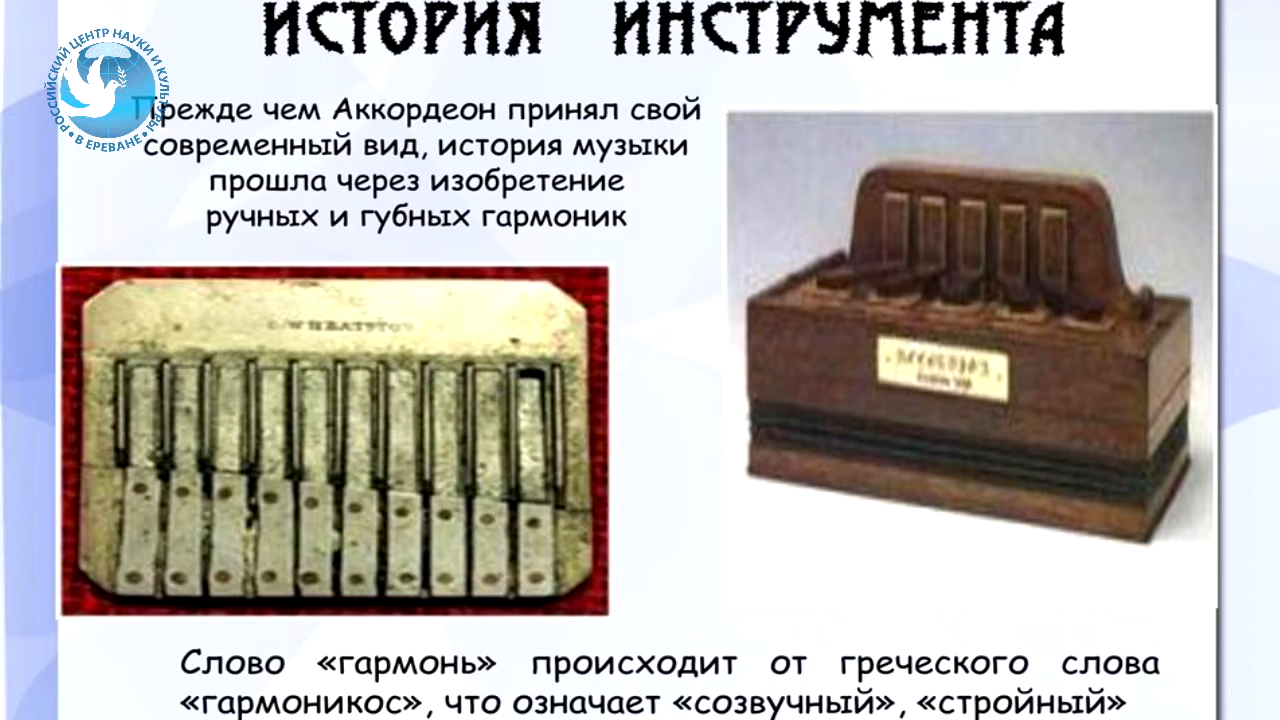 ИСТОРИЯ ИНСТРУМЕНТА
РОССИЙСКИЙ ЦЕНТР НАУКИ И КУЛЬТУРЫ
• В ЕРЕВАНЕ •
Прежде чем Аккордеон принял свой
современный вид, история музыки
прошла через изобретение
ручных и губных гармоник
Слово «гармонь» происходит от греческого слова
«гармоникос», что означает «созвучный», «стройный»